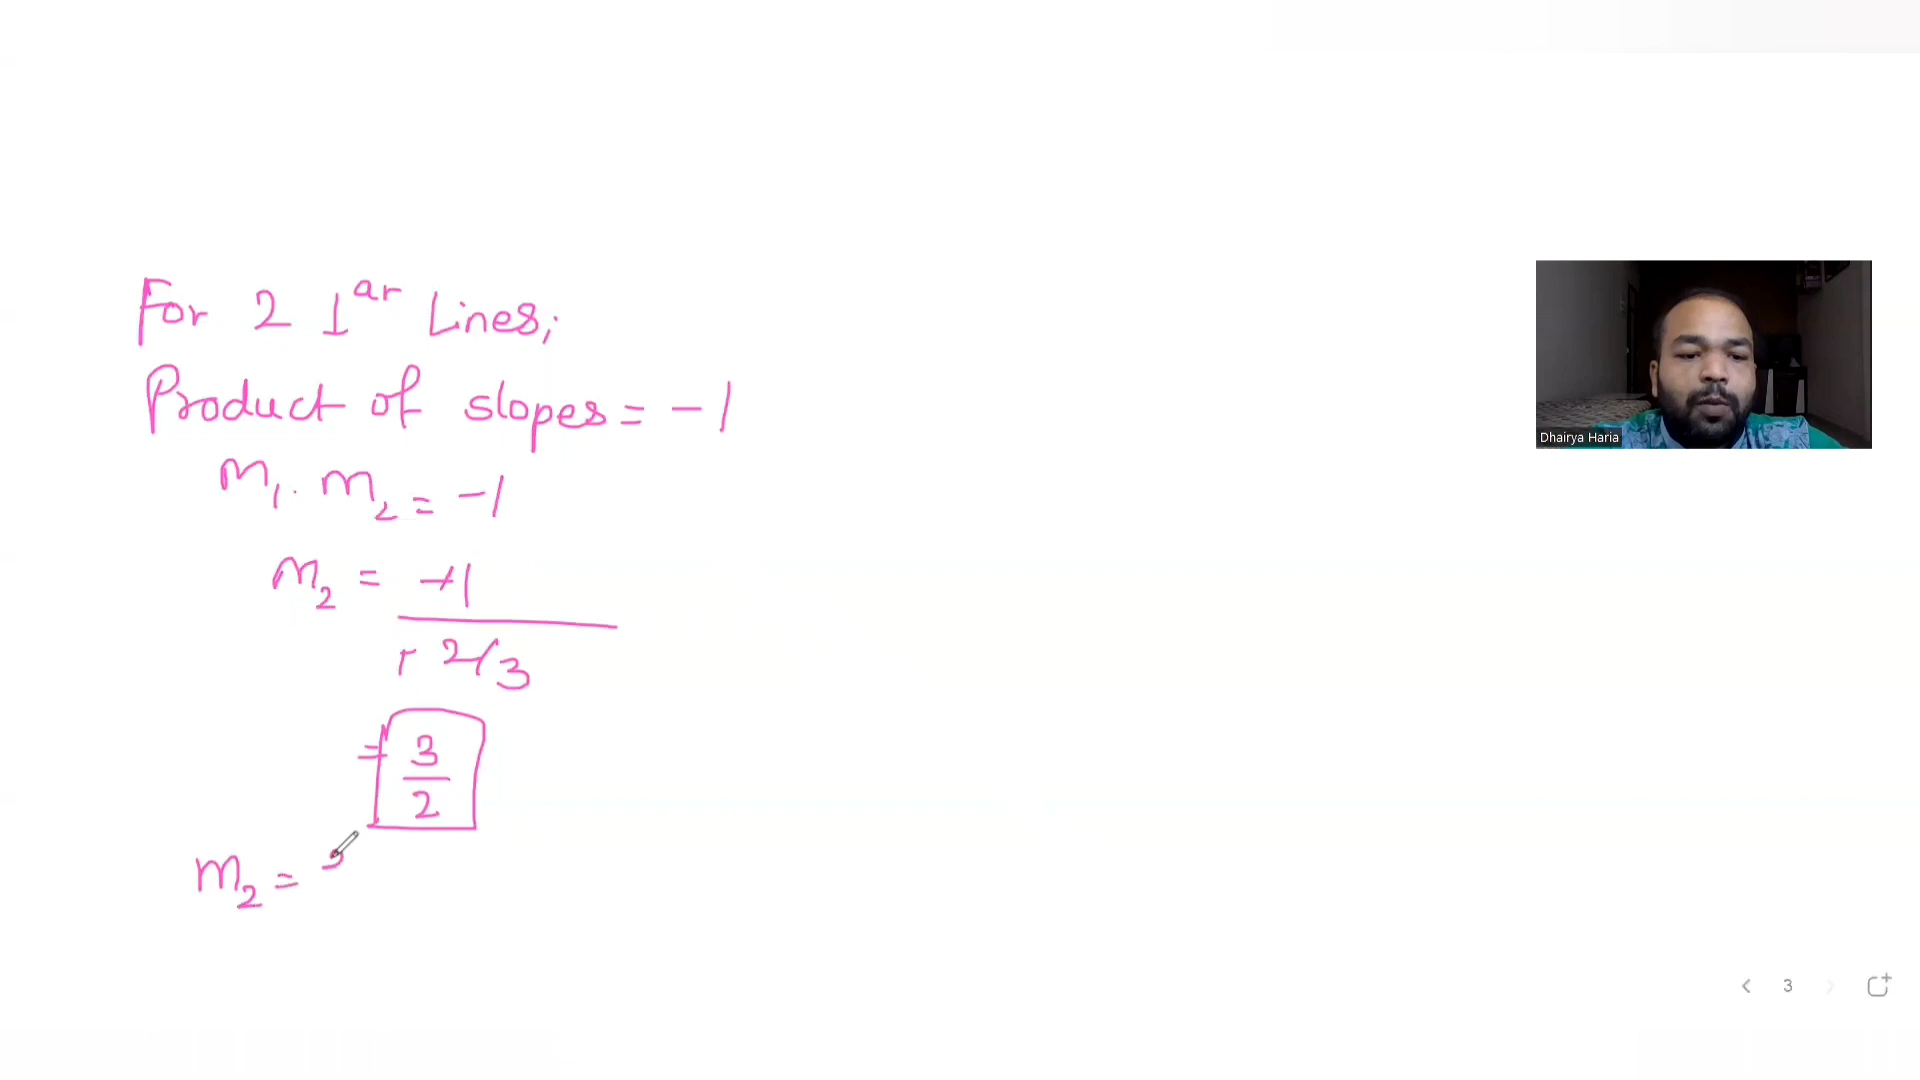 For 2 ⊥ar Lines;
Product of slopes = -1
m₁ . m₂ = -1
m₂ = +1
+ 2/3
= 3
2
m₂ =
Dhairya Haria
< 3 >